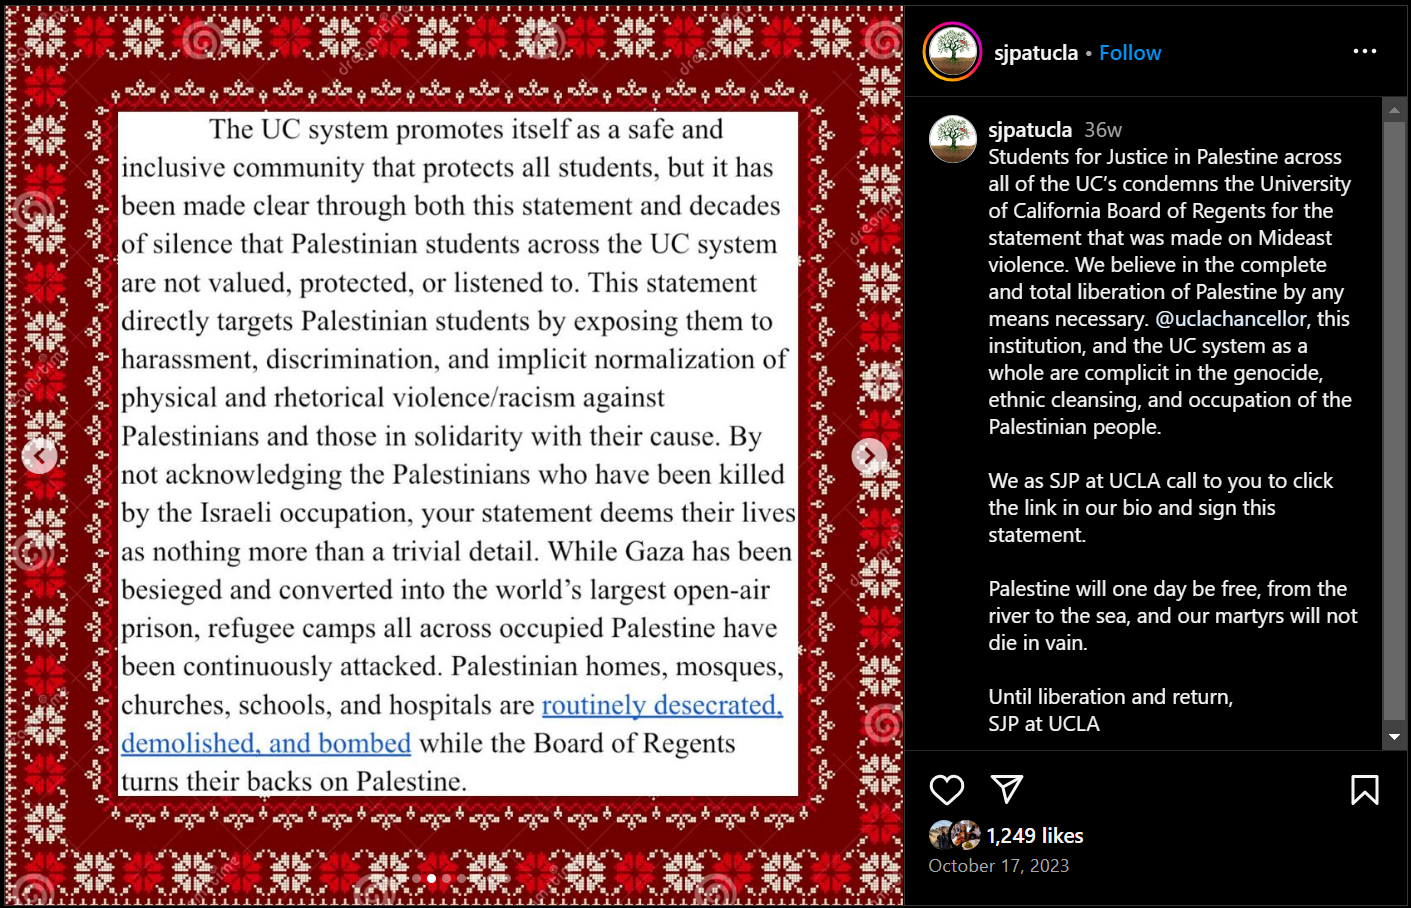 The UC system promotes itself as a safe and
inclusive community that protects all students, but it has
been made clear through both this statement and decades
of silence that Palestinian students across the UC system
are not valued, protected, or listened to. This statement
directly targets Palestinian students by exposing them to
harassment, discrimination, and implicit normalization of
physical and rhetorical violence/racism against
Palestinians and those in solidarity with their cause. By
not acknowledging the Palestinians who have been killed
by the Israeli occupation, your statement deems their lives
as nothing more than a trivial detail. While Gaza has been
besieged and converted into the world’s largest open-air
prison, refugee camps all across occupied Palestine have
been continuously attacked. Palestinian homes, mosques,
churches, schools, and hospitals are routinely desecrated,
demolished, and bombed while the Board of Regents
turns their backs on Palestine.
sjpatucla • Follow
sjpatucla 36w
Students for Justice in Palestine across
all of the UC’s condemns the University
of California Board of Regents for the
statement that was made on Mideast
violence. We believe in the complete
and total liberation of Palestine by any
means necessary. @uclachancellor, this
institution, and the UC system as a
whole are complicit in the genocide,
ethnic cleansing, and occupation of the
Palestinian people.
We as SJP at UCLA call to you to click
the link in our bio and sign this
statement.
Palestine will one day be free, from the
river to the sea, and our martyrs will not
die in vain.
Until liberation and return,
SJP at UCLA
1,249 likes
October 17, 2023
dreamstime
dreamstime